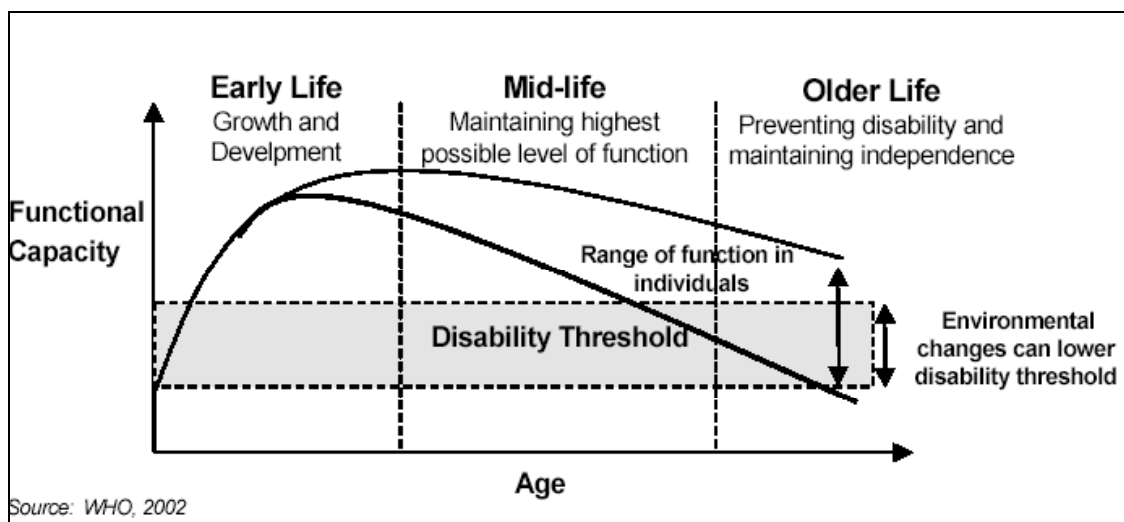 Early Life
Growth and
Develpment
Mid-life
Maintaining highest
possible level of function
Older Life
Preventing disability and
maintaining independence
Functional
Capacity
Range of function in
individuals
Disability Threshold
Environmental
changes can lower
disability threshold
Age
Source: WHO, 2002